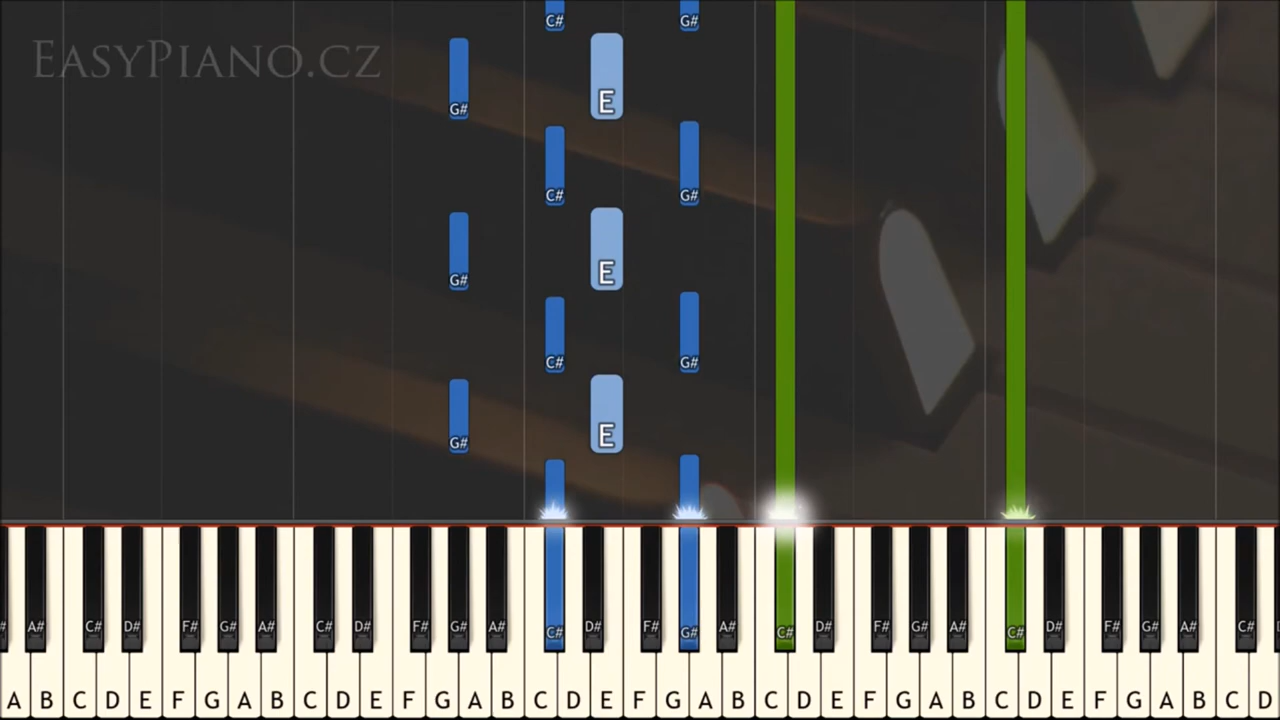 C# G#
EASYPIANO.CZ
G# E
C# G#
G# E
C# G#
G# E
A# C# D# F# G# A# C# D# F# G# A# C# D# F# G# A# C# D# F# G# A# C# D# F# G# A# C#
A B C D E F G A B C D E F G A B C D E F G A B C D E F G A B C D E F G A B C D